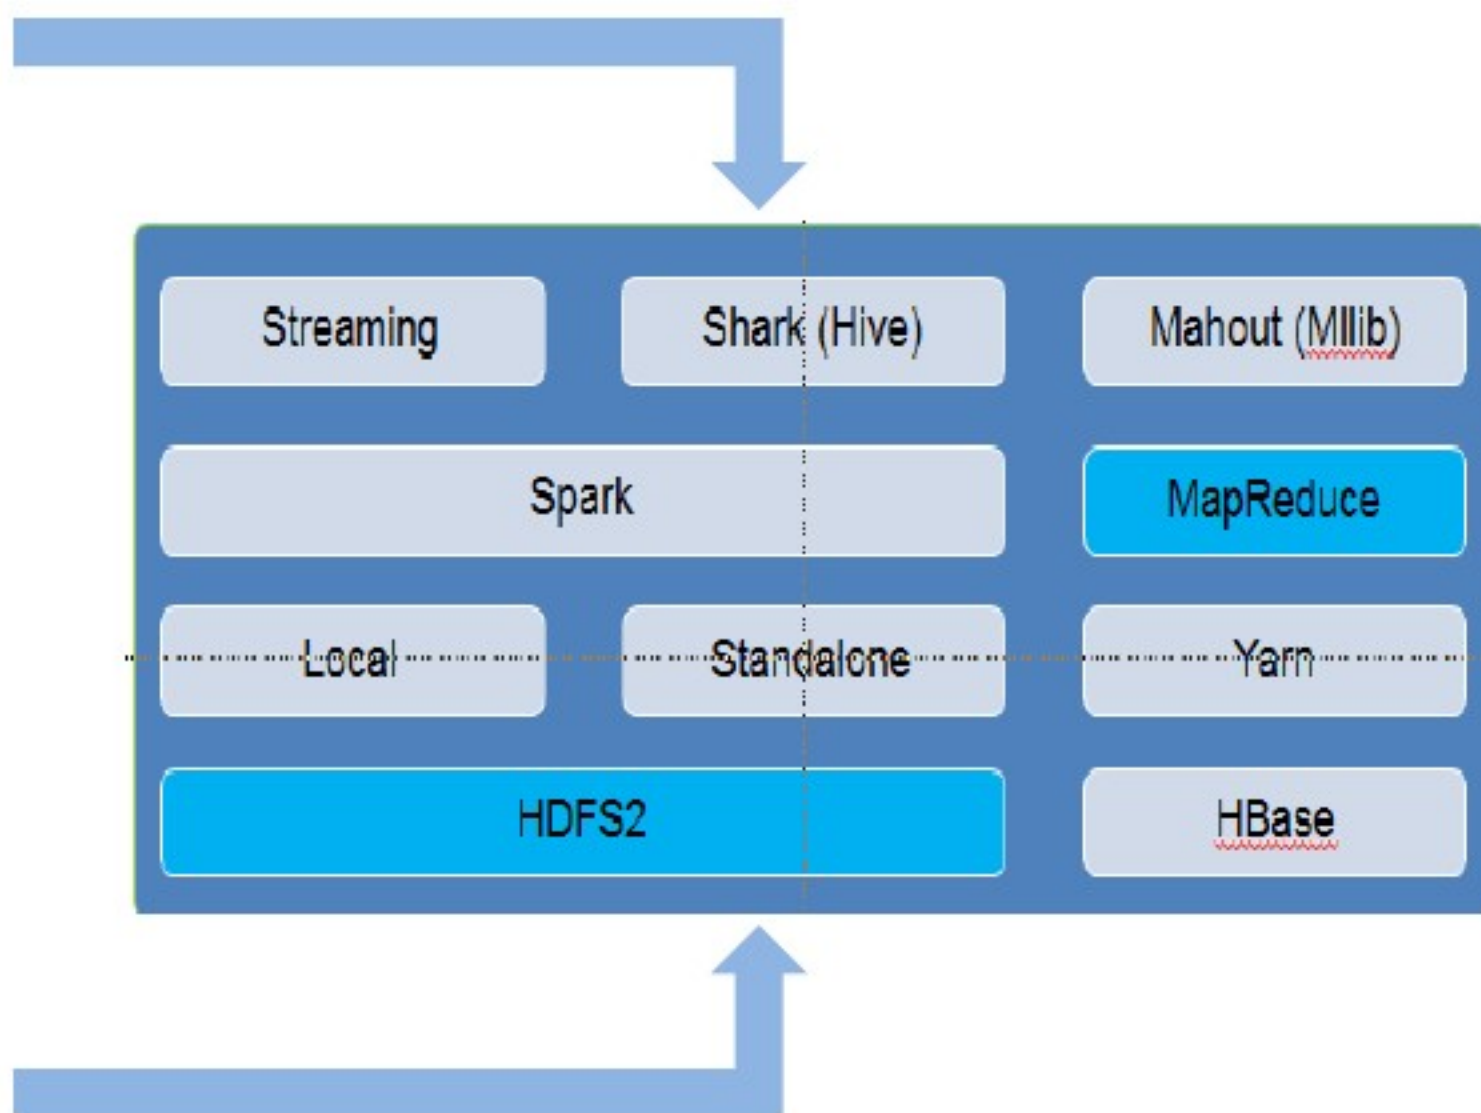 Streaming
Shark (Hive)
Mahout (Mllib)
Spark
MapReduce
Local
Standalone
Yarn
HDFS2
HBase